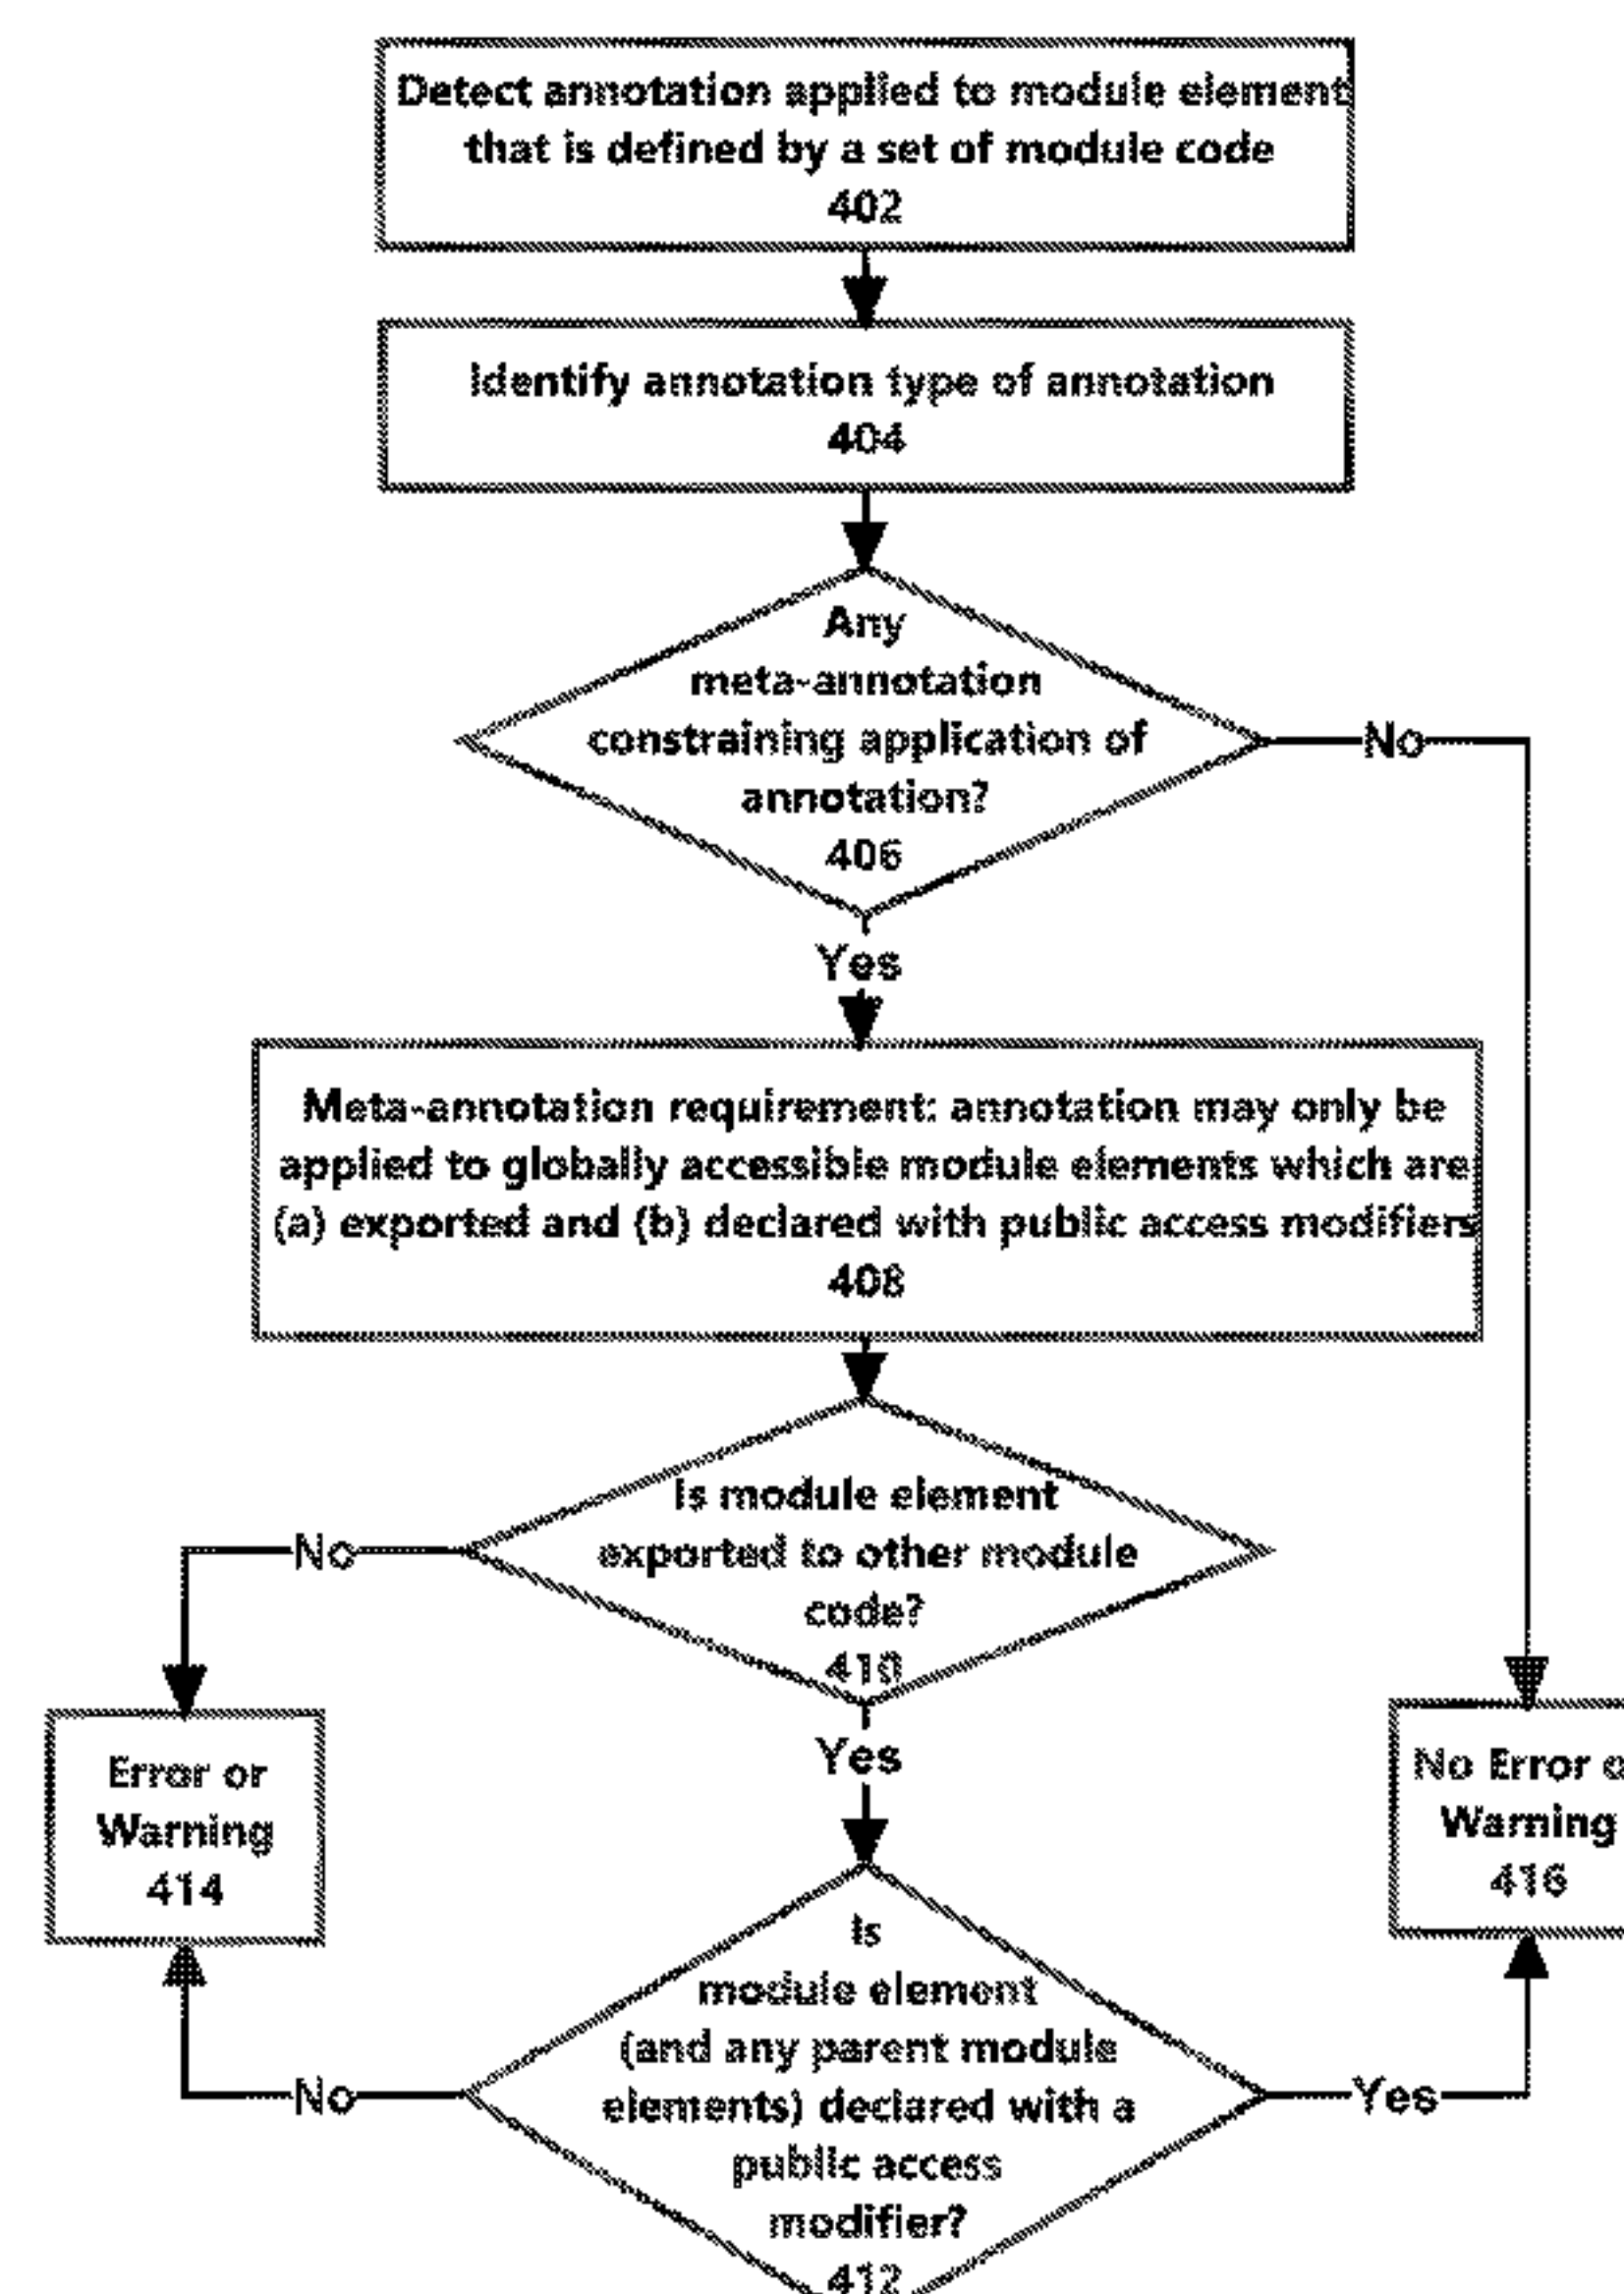 Detect annotation applied to module element
that is defined by a set of module code
402
Identify annotation type of annotation
404
Any
meta-annotation
constraining application of
annotation?
406
No
Yes
Meta-annotation requirement: annotation may only be
applied to globally accessible module elements which are
(a) exported and (b) declared with public access modifiers
408
Is module element
exported to other module
code?
410
No
Yes
Error or
Warning
414
No Error
Warning
416
Is
module element
(and any parent module
elements) declared with a
public access
modifier?
412
No
Yes